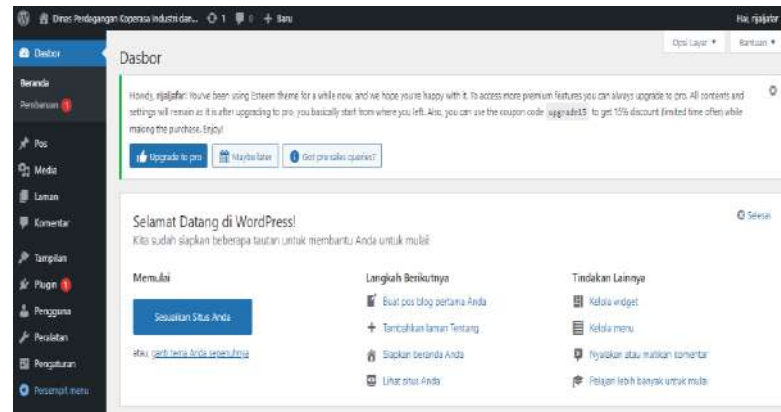 Dinas Perdagangan Koperasi Industri dan... 1 0 + Baru Hai, rijaljafar
Dasbor
Opsi Layar Bantuan
Dasbor
Beranda
Pembaruan 1
Howdy, rijaljafar! You've been using Esteem theme for a while now, and we hope you're happy with it. To access more premium features you can always upgrade to pro. All contents and
settings will remain as it is after upgrading to pro, you basically start from where you left. Also, you can use the coupon code upgrade15 to get 15% discount (limited time offer) while
making the purchase. Enjoy!
Upgrade to pro Maybe later Got pre sales queries?
Pos
Media
Laman
Komentar
Tampilan
Plugin 1
Pengguna
Peralatan
Pengaturan
Persempit menu
Selamat Datang di WordPress!
Selesai
Kita sudah siapkan beberapa tautan untuk membantu Anda untuk mulai:
Memulai
Sesuaikan Situs Anda
atau, ganti tema Anda sepenuhnya
Langkah Berikutnya
Buat pos blog pertama Anda
+ Tambahkan laman Tentang
Siapkan beranda Anda
Lihat situs Anda
Tindakan Lainnya
Kelola widget
Kelola menu
Nyalakan atau matikan komentar
Pelajari lebih banyak untuk mulai